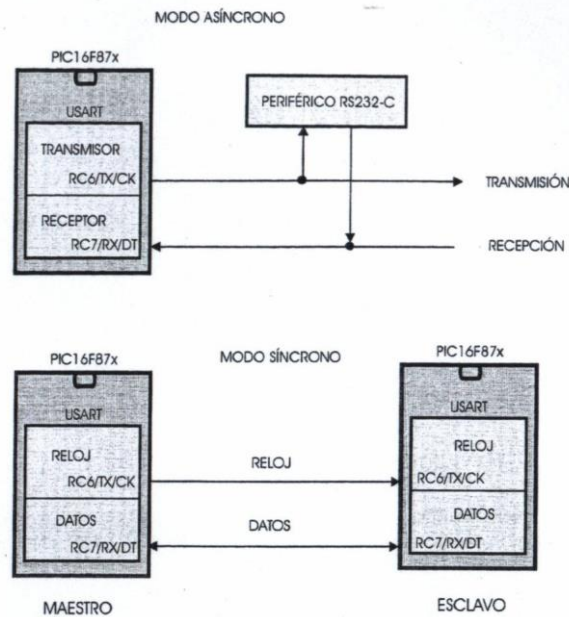 MODO ASÍNCRONO
PIC16F87x
USART
TRANSMISOR
RC6/TX/CK
RECEPTOR
RC7/RX/DT
PERIFÉRICO RS232-C
TRANSMISIÓN
RECEPCIÓN
PIC16F87x
MODO SÍNCRONO
PIC16F87x
USART
RELOJ
RC6/TX/CK
DATOS
RC7/RX/DT
RELOJ
DATOS
USART
RELOJ
RC6/TX/CK
DATOS
RC7/RX/DT
MAESTRO
ESCLAVO